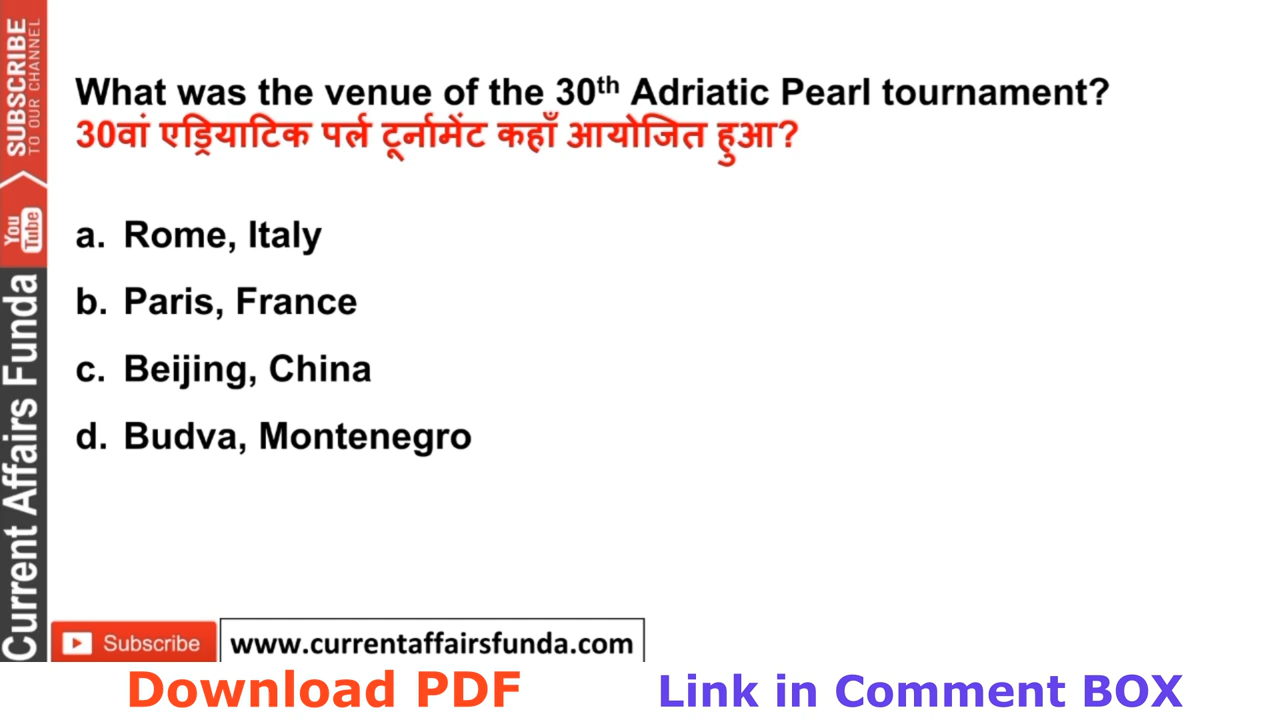 What was the venue of the 30th Adriatic Pearl tournament?
30वां एड्रियाटिक पर्ल टूर्नामेंट कहाँ आयोजित हुआ?
a. Rome, Italy
b. Paris, France
c. Beijing, China
d. Budva, Montenegro
SUBSCRIBE
TO OUR CHANNEL
You Tube
Current Affairs Funda
Subscribe
www.currentaffairsfunda.com
Download PDF
Link in Comment BOX